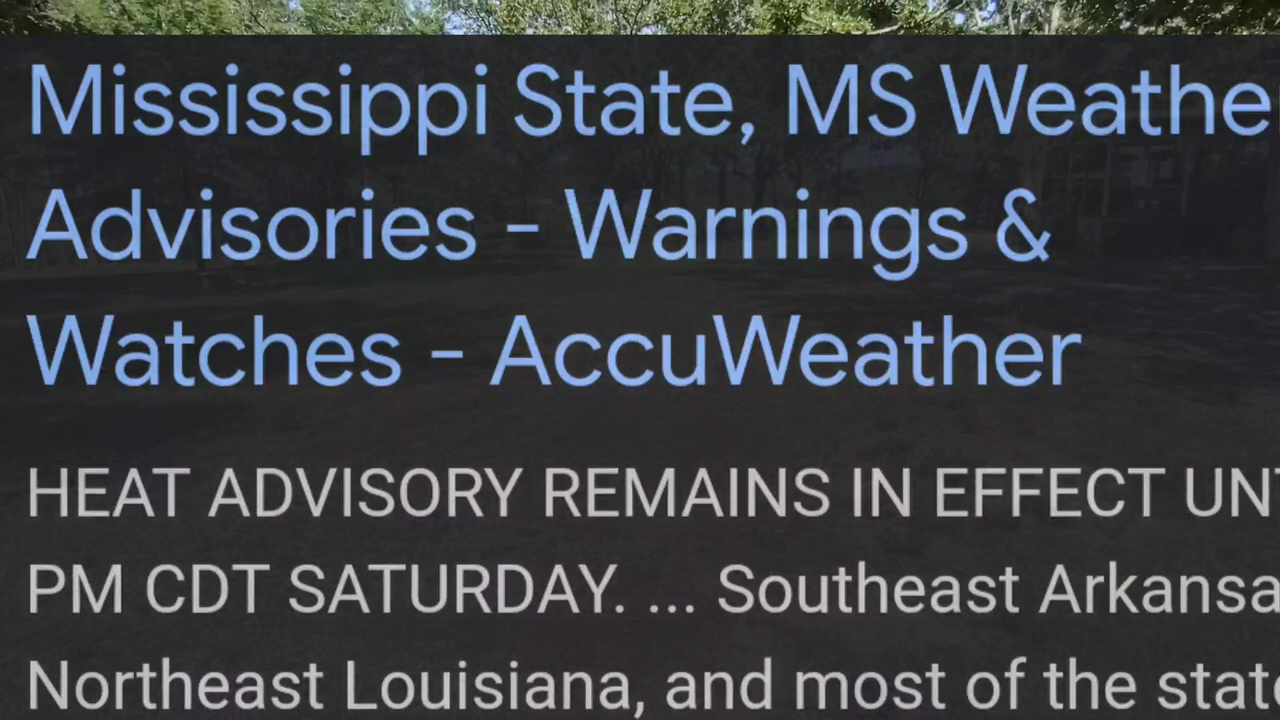 Mississippi State, MS Weathe
Advisories - Warnings &
Watches - AccuWeather
HEAT ADVISORY REMAINS IN EFFECT UN
PM CDT SATURDAY. ... Southeast Arkansa
Northeast Louisiana, and most of the stat